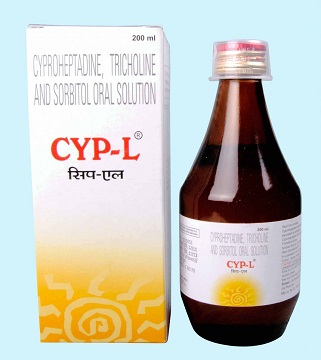 200 ml
CYPROHEPTADINE, TRICHOLINE
AND SORBITOL ORAL SOLUTION
CYP-L®
सिप-एल
200 ml
CYPROHEPTADINE, TRICHOLINE
AND SORBITOL ORAL SOLUTION
CYP-L®
सिप-एल